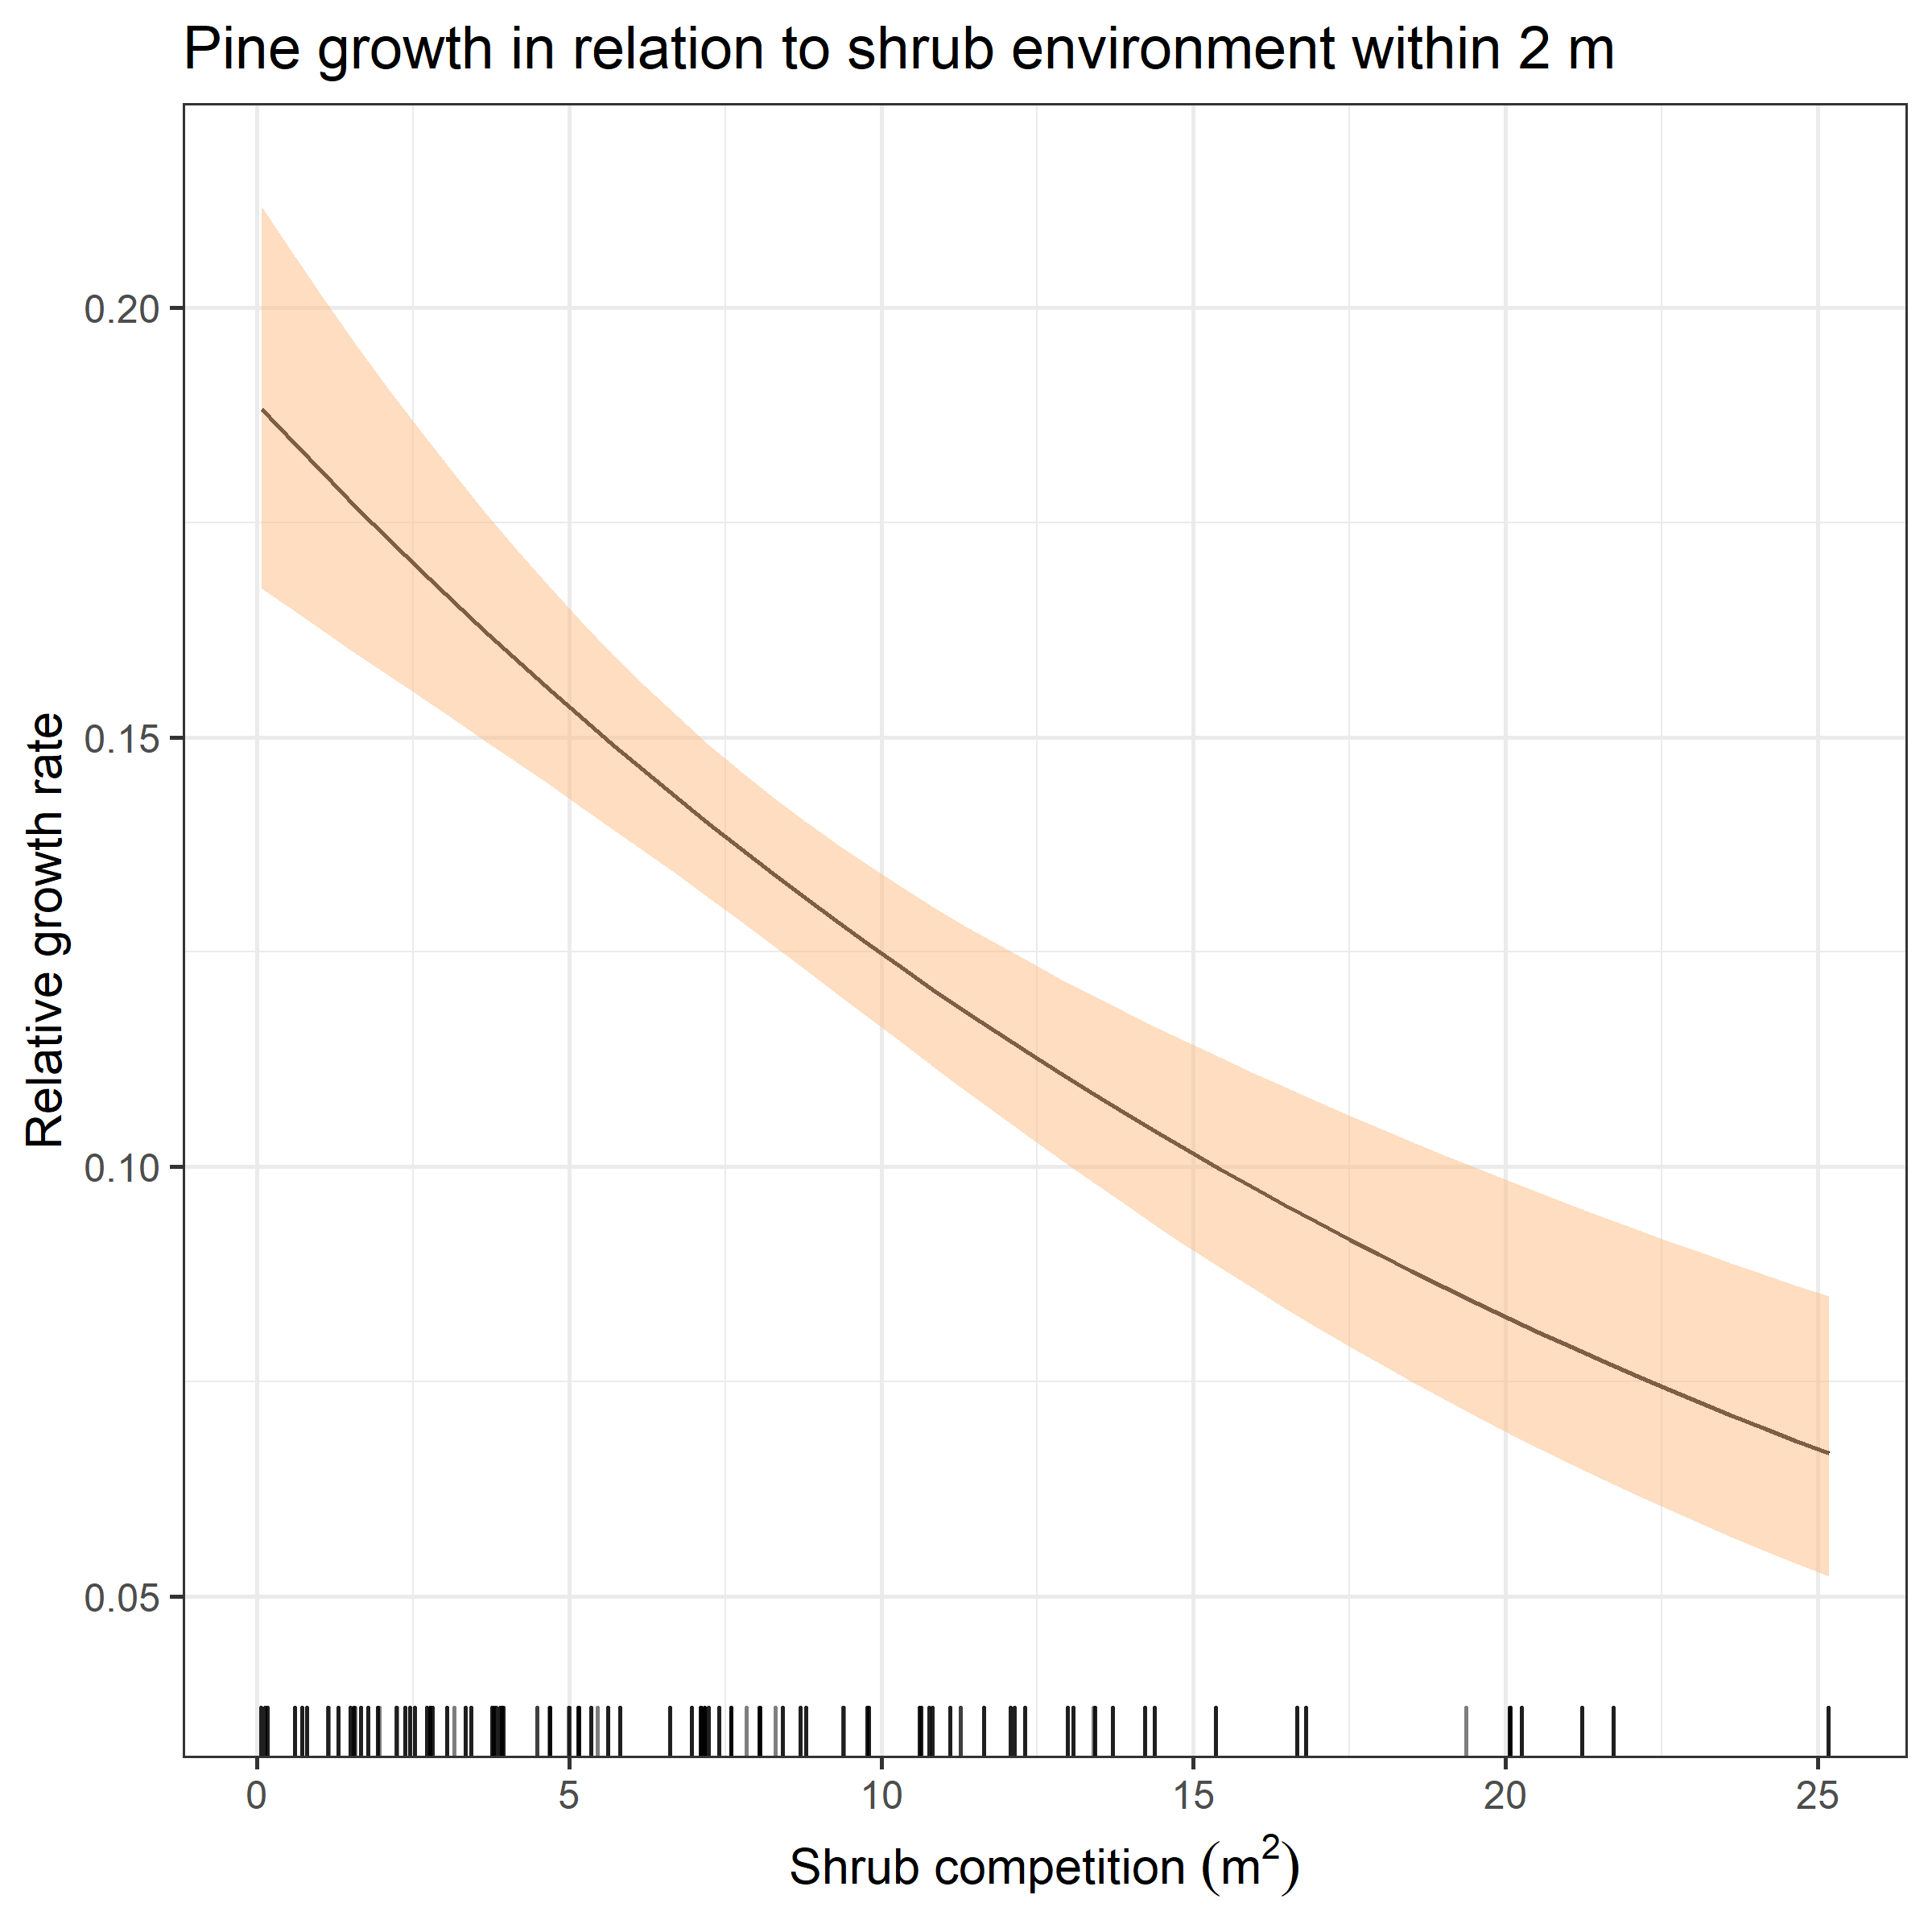 Pine growth in relation to shrub environment within 2 m
Relative growth rate
0.20
0.15
0.10
0.05
0 5 10 15 20 25
Shrub competition (m²)